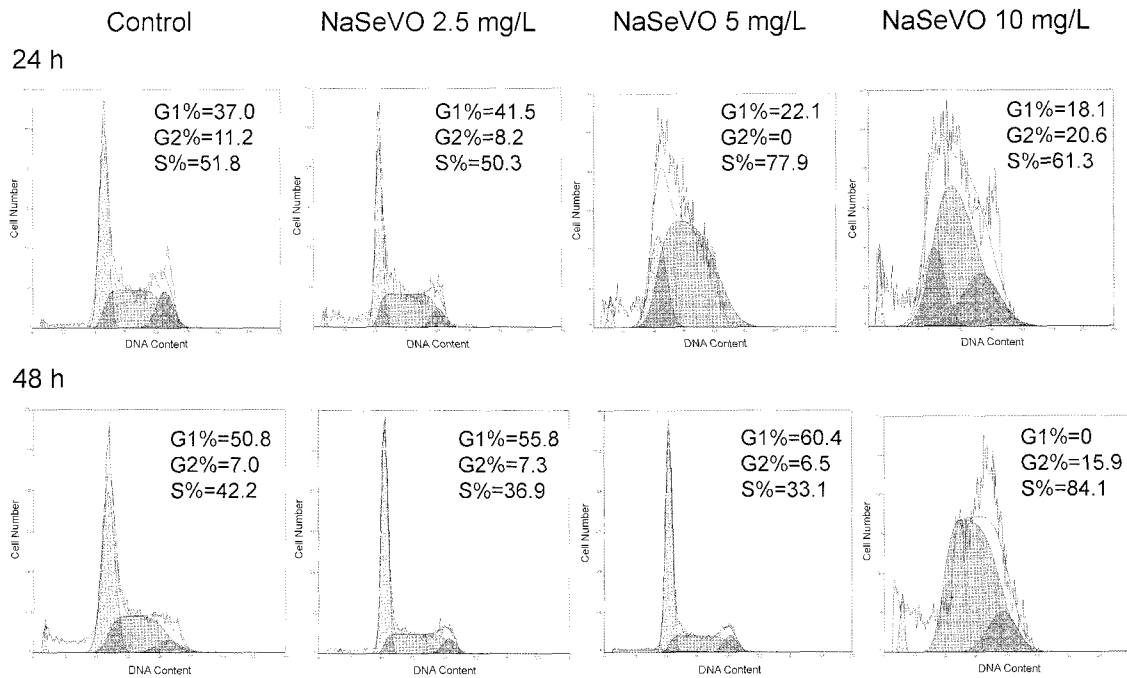 Control
NaSeVO 2.5 mg/L
NaSeVO 5 mg/L
NaSeVO 10 mg/L
24 h
G1%=37.0
G2%=11.2
S%=51.8
Cell Number
DNA Content
G1%=41.5
G2%=8.2
S%=50.3
Cell Number
DNA Content
G1%=22.1
G2%=0
S%=77.9
Cell Number
DNA Content
G1%=18.1
G2%=20.6
S%=61.3
Cell Number
DNA Content
48 h
G1%=50.8
G2%=7.0
S%=42.2
Cell Number
DNA Content
G1%=55.8
G2%=7.3
S%=36.9
Cell Number
DNA Content
G1%=60.4
G2%=6.5
S%=33.1
Cell Number
DNA Content
G1%=0
G2%=15.9
S%=84.1
Cell Number
DNA Content